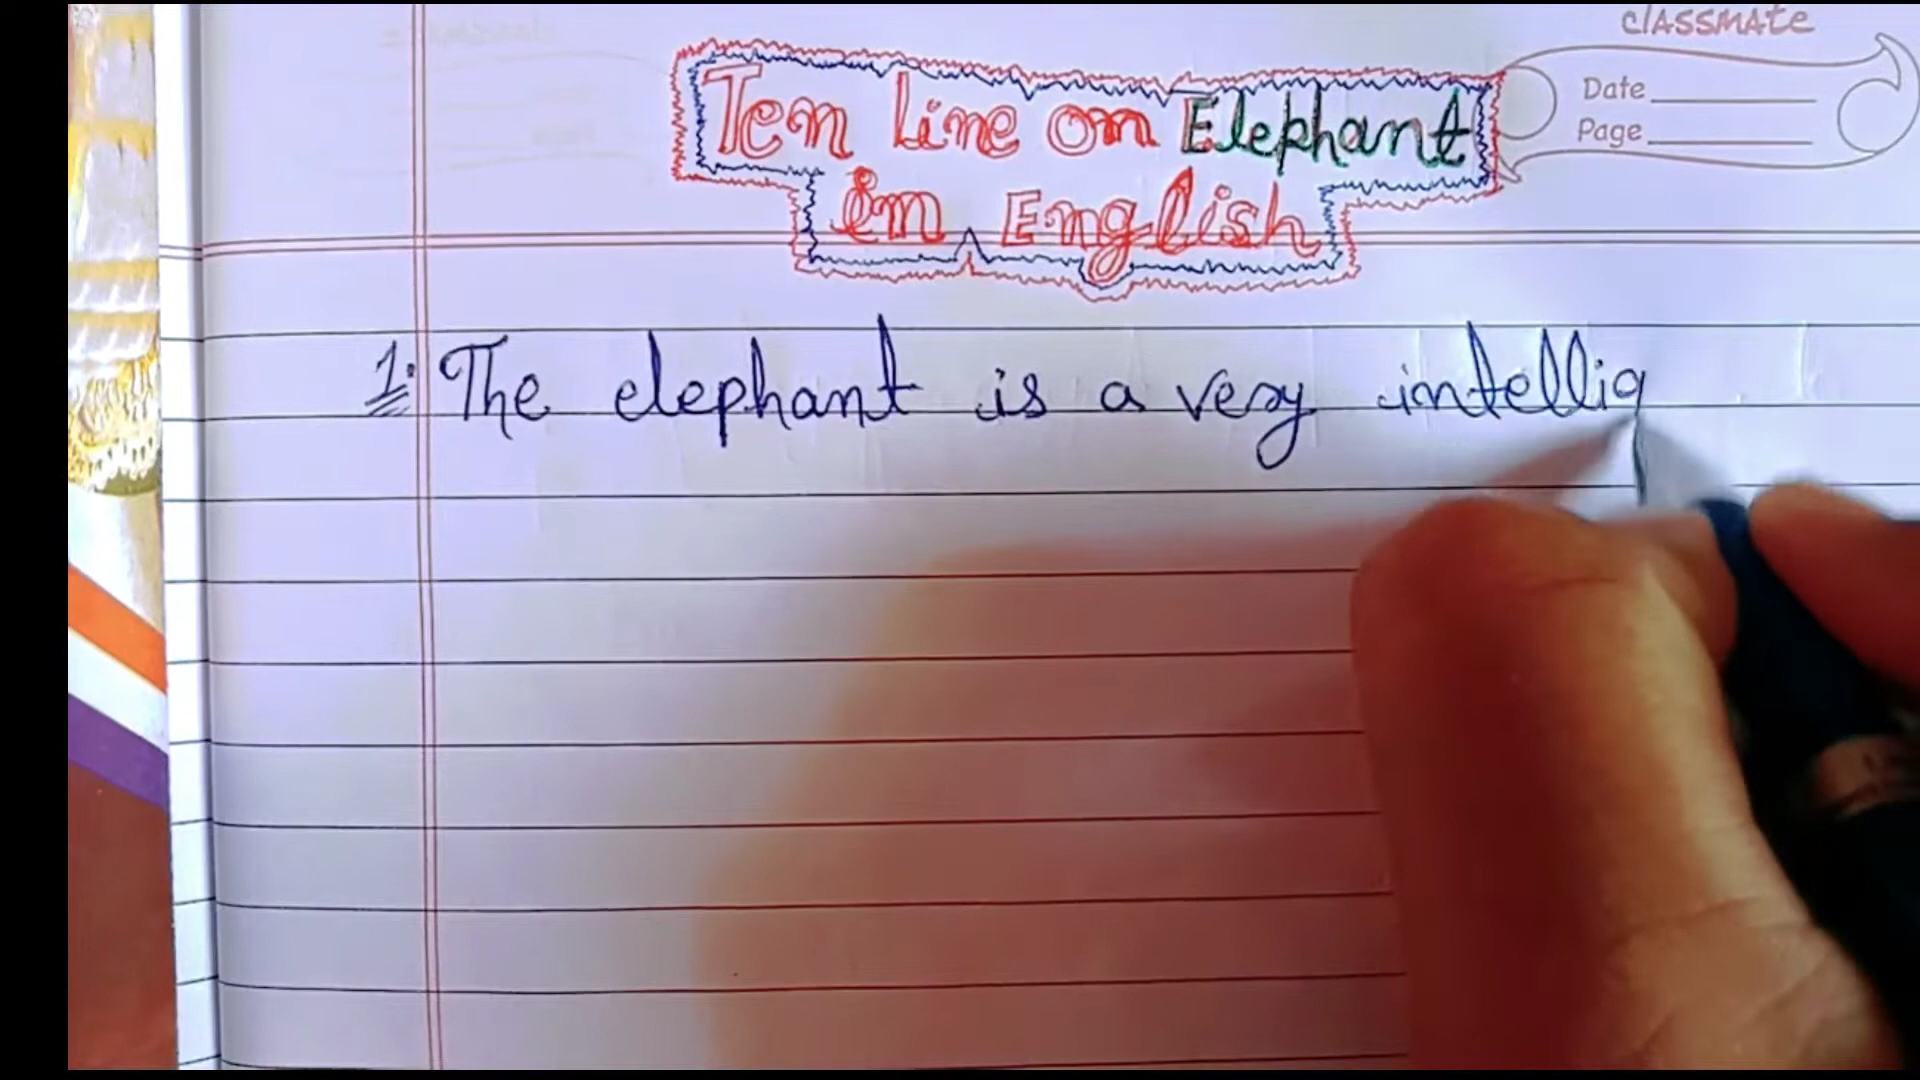 classmate
Date
Page
Ten line on Elephant
in English
1. The elephant is a very intellig